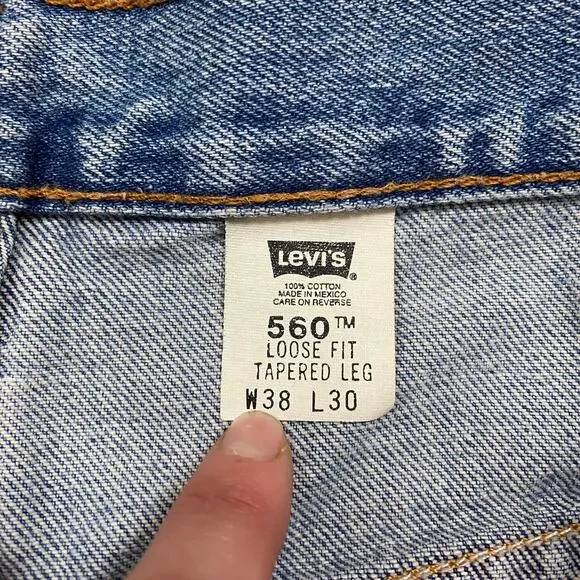 Levi's ®
100% COTTON
MADE IN MEXICO
CARE ON REVERSE
560™
LOOSE FIT
TAPERED LEG
W38 L30